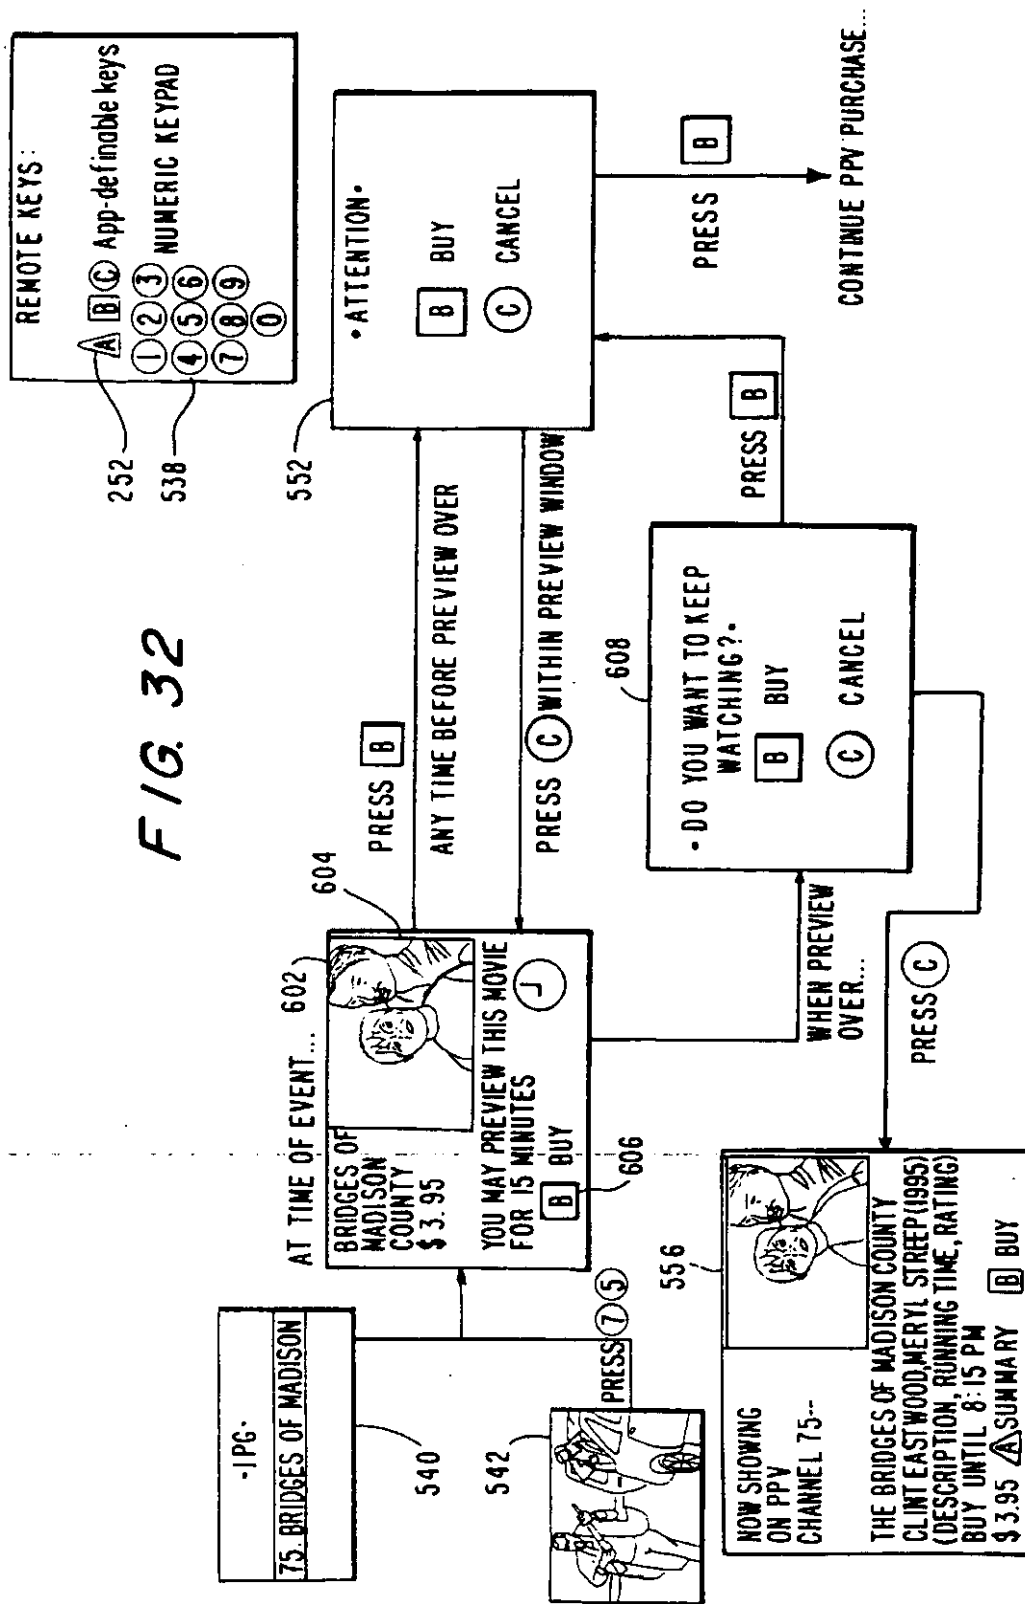 FIG. 32
REMOTE KEYS:
A B C App-definable keys
1 2 3 NUMERIC KEYPAD
4 5 6
7 8 9
0
252
538
-IPG-
75. BRIDGES OF MADISON
540
542
PRESS 7 5
AT TIME OF EVENT...
602
604
BRIDGES OF
MADISON
COUNTY
$3.95
YOU MAY PREVIEW THIS MOVIE
FOR 15 MINUTES
B BUY
606
PRESS B
ANY TIME BEFORE PREVIEW OVER
PRESS C WITHIN PREVIEW WINDOW
552
•ATTENTION•
B BUY
C CANCEL
PRESS B
CONTINUE PPV PURCHASE...
WHEN PREVIEW
OVER...
608
•DO YOU WANT TO KEEP
WATCHING?•
B BUY
C CANCEL
PRESS B
PRESS C
556
NOW SHOWING
ON PPV
CHANNEL 75--
THE BRIDGES OF MADISON COUNTY
CLINT EASTWOOD, MERYL STREEP (1995)
(DESCRIPTION, RUNNING TIME, RATING)
BUY UNTIL 8:15 PM
$3.95 A SUMMARY B BUY